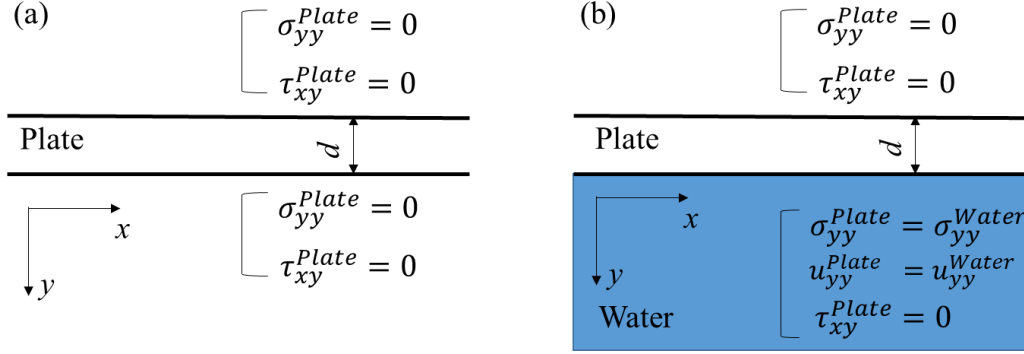 (a)
σ_yy^Plate = 0
τ_xy^Plate = 0
Plate
d
σ_yy^Plate = 0
τ_xy^Plate = 0
x
y
(b)
σ_yy^Plate = 0
τ_xy^Plate = 0
Plate
d
x
y
σ_yy^Plate = σ_yy^Water
u_yy^Plate = u_yy^Water
τ_xy^Plate = 0
Water